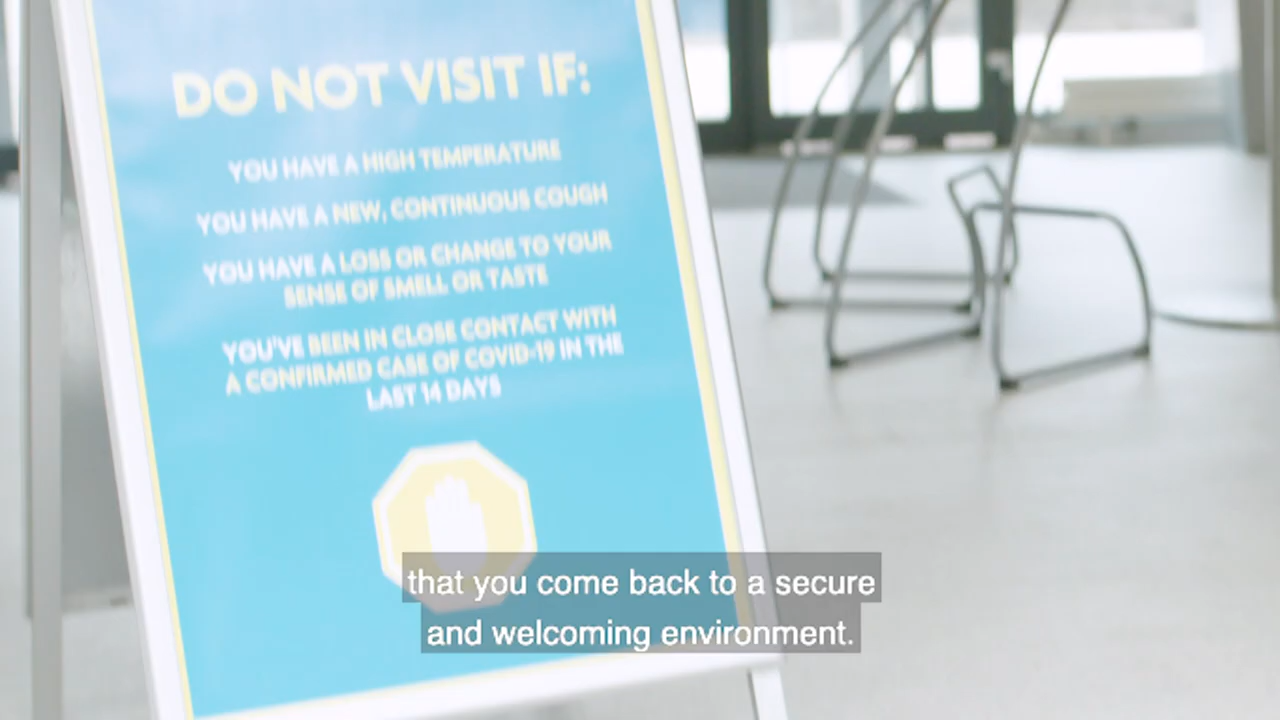 DO NOT VISIT IF:
YOU HAVE A HIGH TEMPERATURE
YOU HAVE A NEW, CONTINUOUS COUGH
YOU HAVE A LOSS OR CHANGE TO YOUR
SENSE OF SMELL OR TASTE
YOU'VE BEEN IN CLOSE CONTACT WITH
A CONFIRMED CASE OF COVID-19 IN THE
LAST 14 DAYS
that you come back to a secure
and welcoming environment.